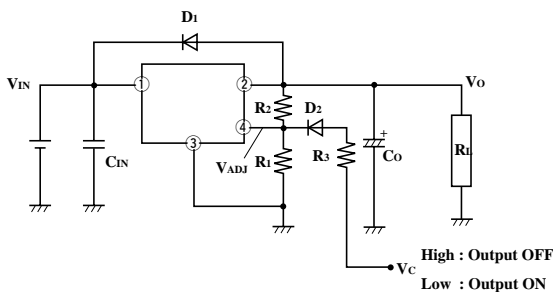 D1
VIN
①
②
VO
R2
D2
④
③
CIN
VADJ
R1
R3
+
CO
RL
VC
High : Output OFF
Low : Output ON